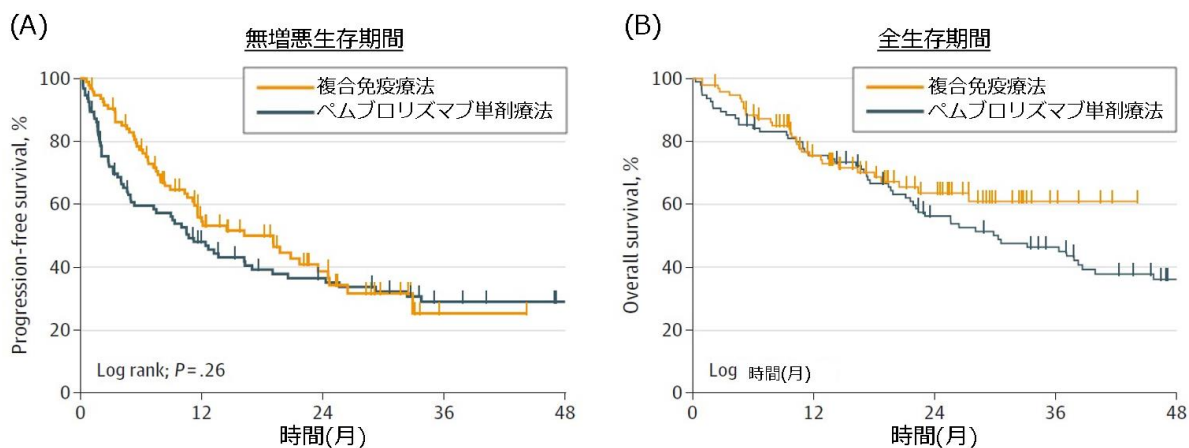 (A)
無増悪生存期間
複合免疫療法
ペムブロリズマブ単剤療法
Progression-free survival, %
100
80
60
40
20
0
Log rank; P=.26
0 12 24 36 48
時間(月)
(B)
全生存期間
複合免疫療法
ペムブロリズマブ単剤療法
Overall survival, %
100
80
60
40
20
0
Log 時間(月)
0 12 24 36 48
時間(月)